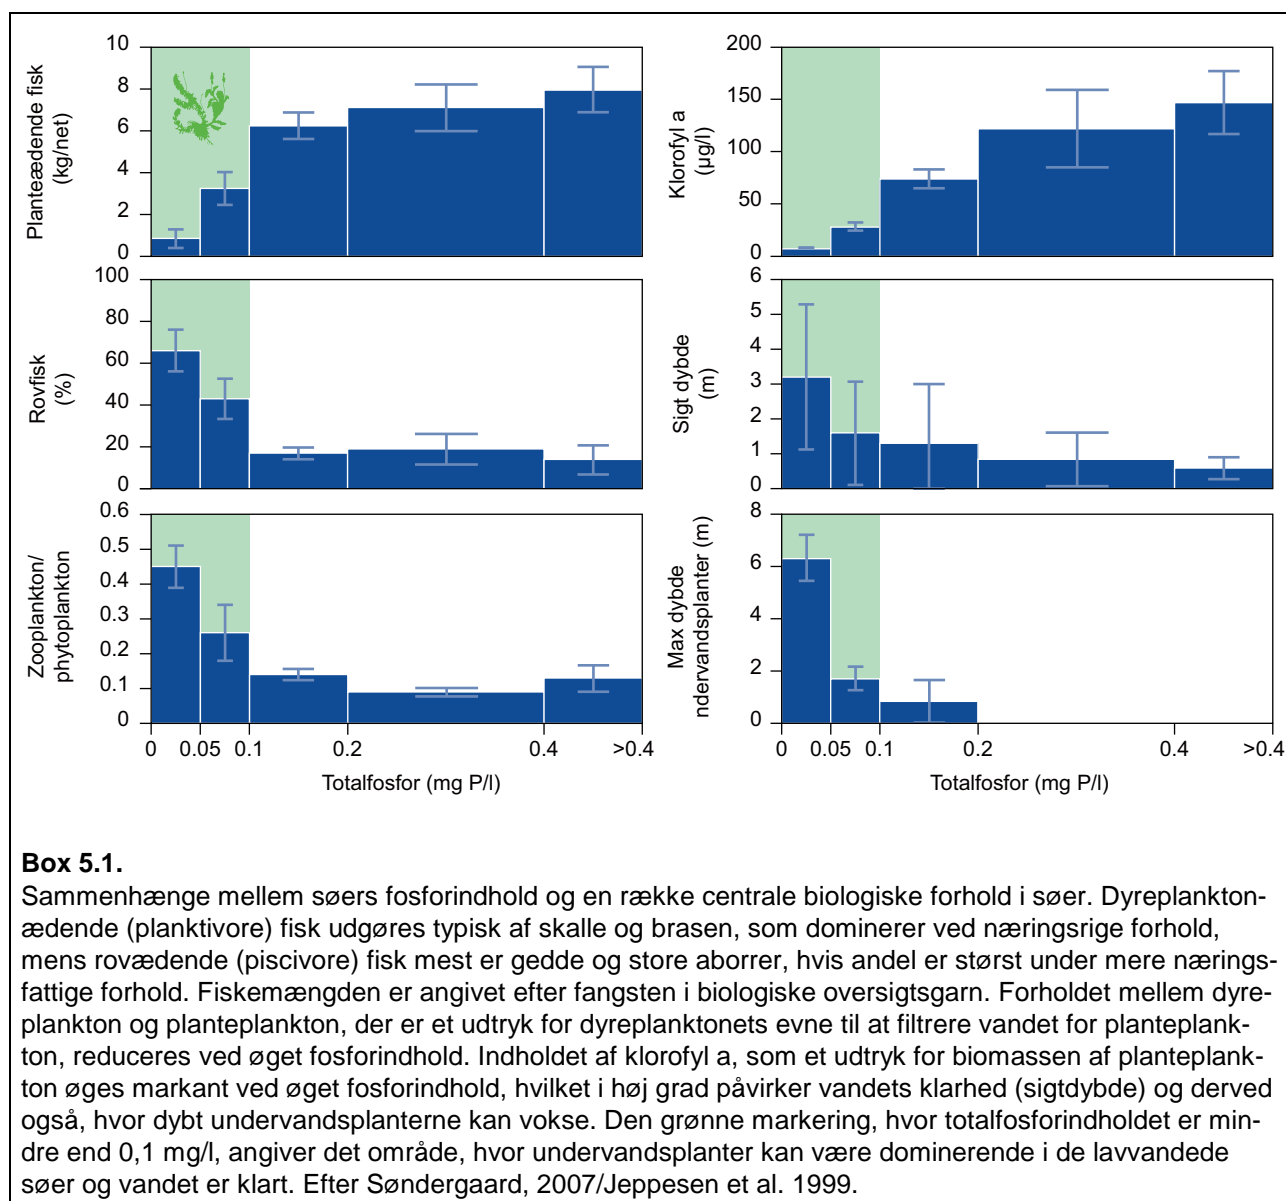 10
8
6
4
2
0
Planteædende fisk
(kg/net)
200
150
100
50
0
Klorofyl a
(µg/l)
100
80
60
40
20
0
Rovfisk
(%)
6
5
4
3
2
1
0
Sigt dybde
(m)
0.6
0.5
0.4
0.3
0.2
0.1
0
Zooplankton/
phytoplankton
0 0.05 0.1 0.2 0.4 >0.4
Totalfosfor (mg P/l)
8
6
4
2
0
Max dybde
ndervandsplanter (m)
0 0.05 0.1 0.2 0.4 >0.4
Totalfosfor (mg P/l)
Box 5.1.
Sammenhænge mellem søers fosforindhold og en række centrale biologiske forhold i søer. Dyreplankton-
ædende (planktivore) fisk udgøres typisk af skalle og brasen, som dominerer ved næringsrige forhold,
mens rovædende (piscivore) fisk mest er gedde og store aborrer, hvis andel er størst under mere nærings-
fattige forhold. Fiskemængden er angivet efter fangsten i biologiske oversigtsgarn. Forholdet mellem dyre-
plankton og planteplankton, der er et udtryk for dyreplanktonets evne til at filtrere vandet for planteplank-
ton, reduceres ved øget fosforindhold. Indholdet af klorofyl a, som et udtryk for biomassen af planteplank-
ton øges markant ved øget fosforindhold, hvilket i høj grad påvirker vandets klarhed (sigtdybde) og derved
også, hvor dybt undervandsplanterne kan vokse. Den grønne markering, hvor totalfosforindholdet er min-
dre end 0,1 mg/l, angiver det område, hvor undervandsplanter kan være dominerende i de lavvandede
søer og vandet er klart. Efter Søndergaard, 2007/Jeppesen et al. 1999.